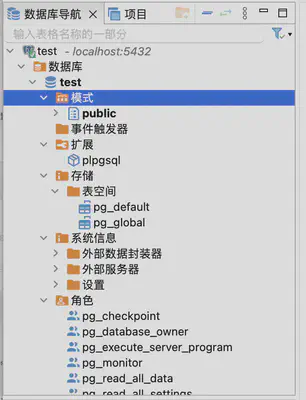 数据库导航
项目
输入表格名称的一部分
test - localhost:5432
数据库
test
模式
public
事件触发器
扩展
plpgsql
存储
表空间
pg_default
pg_global
系统信息
外部数据封装器
外部服务器
设置
角色
pg_checkpoint
pg_database_owner
pg_execute_server_program
pg_monitor
pg_read_all_data
pg_read_all_settings